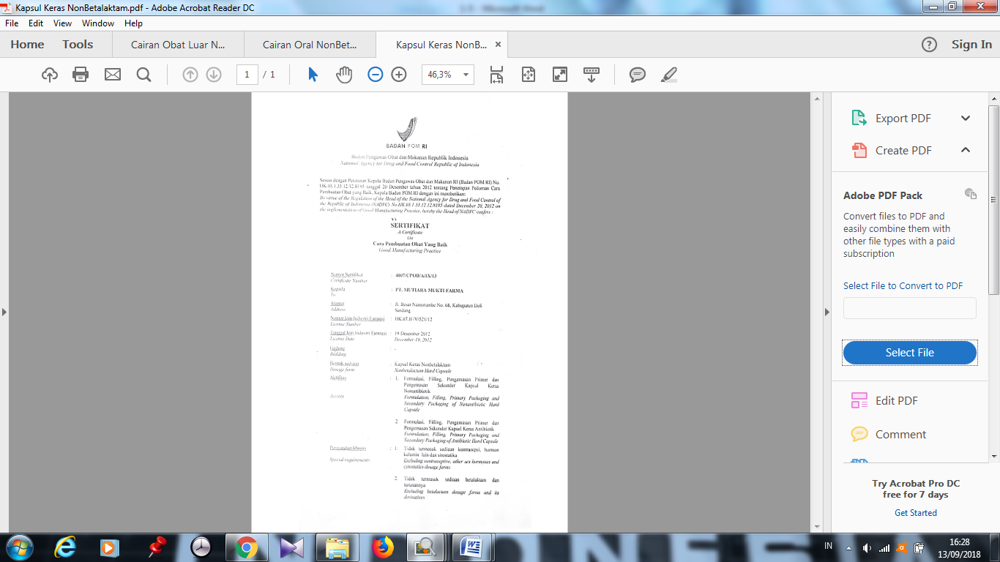 Kapsul Keras NonBetalaktam.pdf - Adobe Acrobat Reader DC
File Edit View Window Help
Home Tools Cairan Obat Luar N... Cairan Oral NonBet... Kapsul Keras NonB... Sign In
1 / 1 46,3%
BADAN POM RI
Badan Pengawas Obat dan Makanan Republik Indonesia
National Agency for Drug and Food Control Republic of Indonesia
Sesuai dengan Peraturan Kepala Badan Pengawas Obat dan Makanan RI (Badan POM RI) No.
HK.03.1.33.12.12.8195 tanggal 20 Desember tahun 2012 tentang Penerapan Pedoman Cara
Pembuatan Obat yang Baik, Kepala Badan POM RI dengan ini memberikan:
By virtue of the Regulation of the Head of the National Agency for Drug and Food Control of
the Republic of Indonesia (NADFC) No.HK.03.1.33.12.12.8195 dated December 20, 2012 on
the implementation of Good Manufacturing Practice, hereby the Head of NADFC confers :
SERTIFIKAT
A Certificate
On
Cara Pembuatan Obat Yang Baik
Good Manufacturing Practice
Nomor Sertifikat : 4007/CPOB/A/IX/13
Certificate Number
Kepada : PT. MUTIARA MUKTI FARMA
To
Alamat : Jl. Besar Namorambe No. 68, Kabupaten Deli
Address Serdang
Nomor Izin Industri Farmasi : HK.07.IF/V/521/12
License Number
Tanggal Izin Industri Farmasi : 19 Desember 2012
License Date December 19, 2012
Gedung : -
Building
Bentuk sediaan : Kapsul Keras Nonbetalaktam
Dosage form Nonbetalactam Hard Capsule
Aktifitas : 1. Formulasi, Filling, Pengemasan Primer dan
Pengemasan Sekunder Kapsul Keras
Nonantibiotik
Activity Formulation, Filling, Primary Packaging and
Secondary Packaging of Nonantibiotic Hard
Capsule
2. Formulasi, Filling, Pengemasan Primer dan
Pengemasan Sekunder Kapsul Keras Antibiotik
Formulation, Filling, Primary Packaging and
Secondary Packaging of Antibiotic Hard Capsule
Persyaratan Khusus : 1. Tidak termasuk sediaan kontrasepsi, hormon
kelamin lain dan sitostatika
Special requirements Excluding contraceptive, other sex hormones and
cytostatics dosage forms
2. Tidak termasuk sediaan betalaktam dan
turunannya
Excluding betalactam dosage forms and its
derivatives
Export PDF
Create PDF
Adobe PDF Pack
Convert files to PDF and
easily combine them with
other file types with a paid
subscription
Select File to Convert to PDF
Select File
Edit PDF
Comment
Try Acrobat Pro DC
free for 7 days
Get Started
IN
16:28
13/09/2018